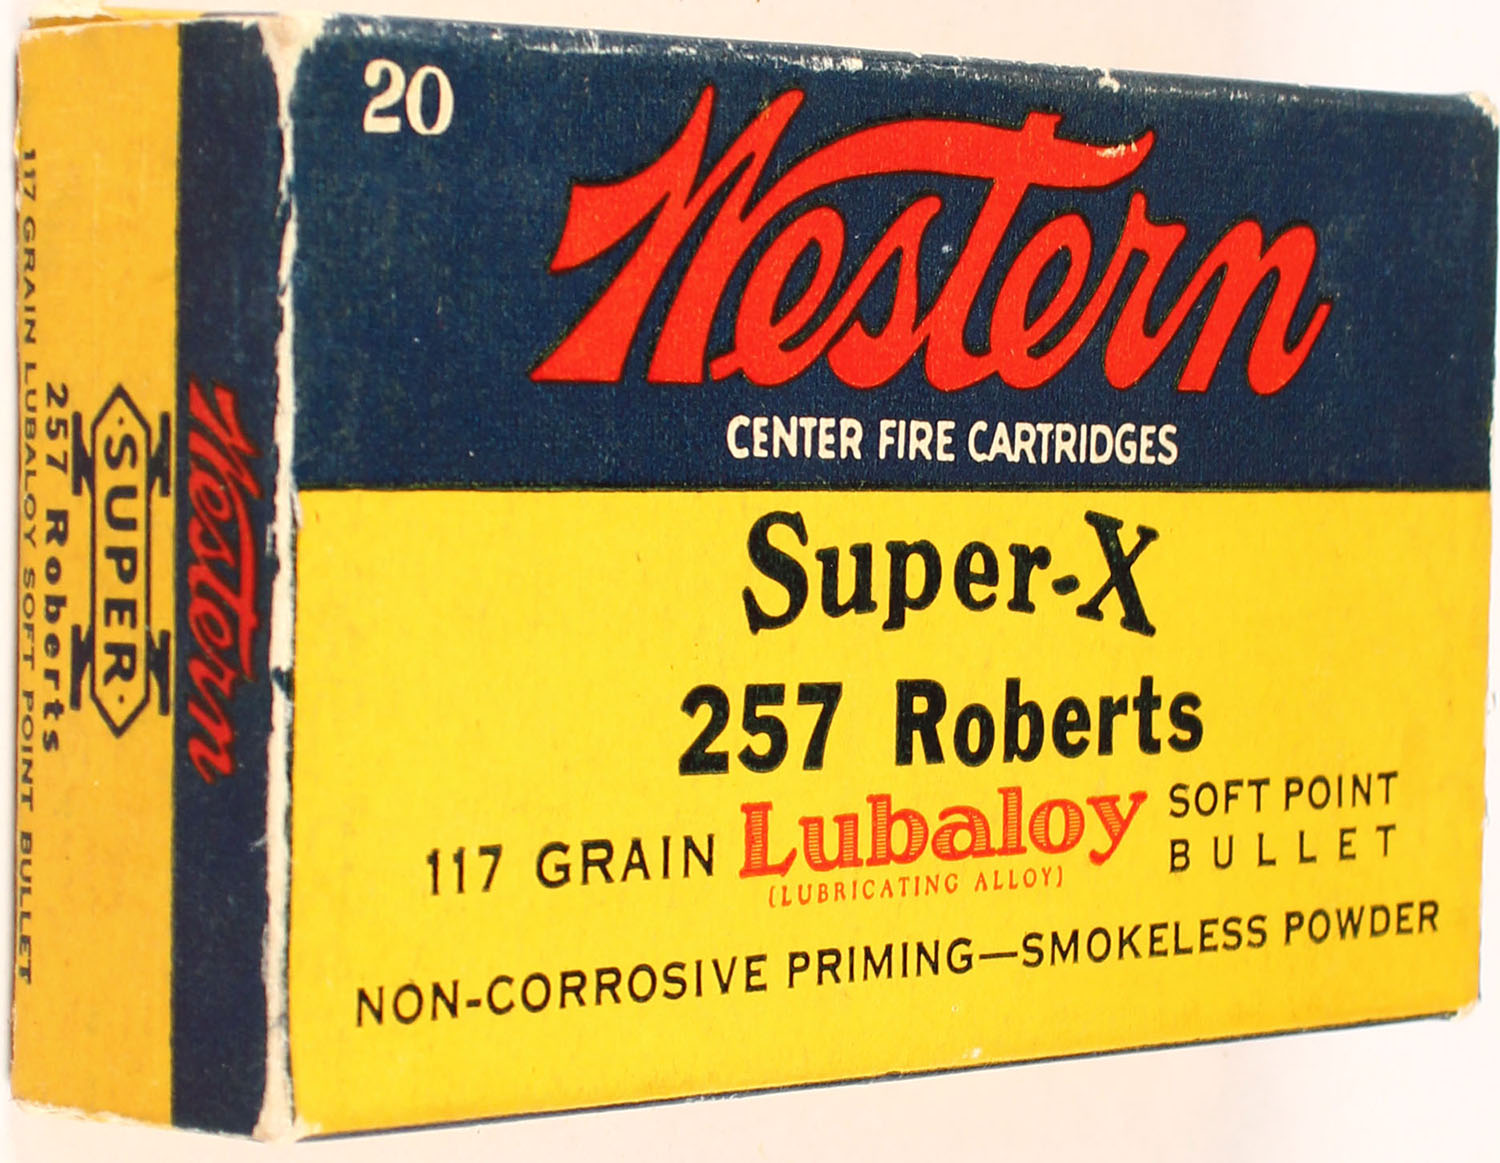 20
Western
CENTER FIRE CARTRIDGES
Super-X
257 Roberts
117 GRAIN Lubaloy SOFT POINT BULLET
(LUBRICATING ALLOY)
NON-CORROSIVE PRIMING—SMOKELESS POWDER
Western
·SUPER·
X
257 Roberts
117 GRAIN LUBALOY SOFT POINT BULLET